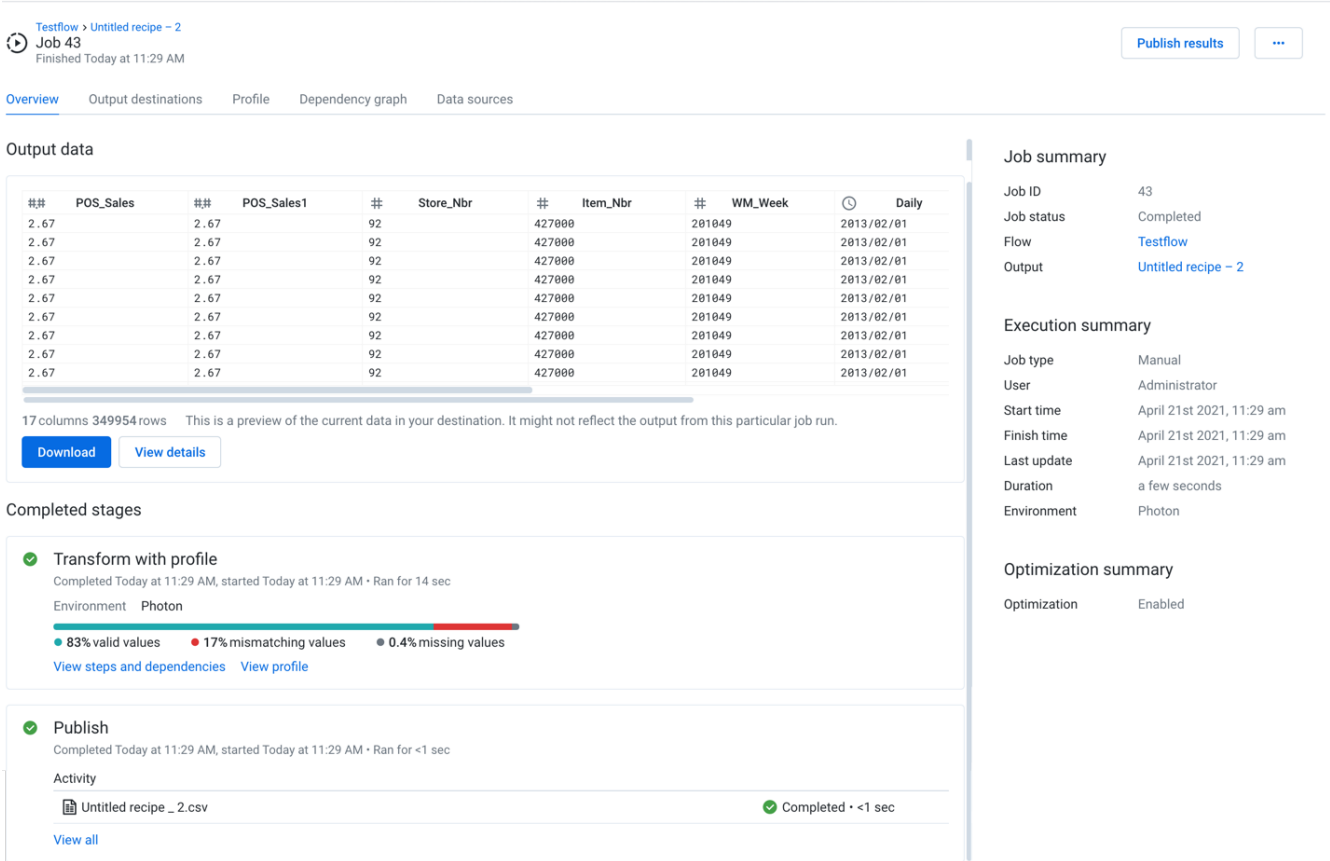 Testflow > Untitled recipe – 2
Job 43
Finished Today at 11:29 AM
Publish results
...
Overview Output destinations Profile Dependency graph Data sources
Output data
#.# POS_Sales #.# POS_Sales1 # Store_Nbr # Item_Nbr # WM_Week Daily
2.67 2.67 92 427000 201049 2013/02/01
2.67 2.67 92 427000 201049 2013/02/01
2.67 2.67 92 427000 201049 2013/02/01
2.67 2.67 92 427000 201049 2013/02/01
2.67 2.67 92 427000 201049 2013/02/01
2.67 2.67 92 427000 201049 2013/02/01
2.67 2.67 92 427000 201049 2013/02/01
2.67 2.67 92 427000 201049 2013/02/01
2.67 2.67 92 427000 201049 2013/02/01
17 columns 349954 rows This is a preview of the current data in your destination. It might not reflect the output from this particular job run.
Download View details
Completed stages
Transform with profile
Completed Today at 11:29 AM, started Today at 11:29 AM • Ran for 14 sec
Environment Photon
83% valid values 17% mismatching values 0.4% missing values
View steps and dependencies View profile
Publish
Completed Today at 11:29 AM, started Today at 11:29 AM • Ran for <1 sec
Activity
Untitled recipe _ 2.csv Completed • <1 sec
View all
Job summary
Job ID 43
Job status Completed
Flow Testflow
Output Untitled recipe – 2
Execution summary
Job type Manual
User Administrator
Start time April 21st 2021, 11:29 am
Finish time April 21st 2021, 11:29 am
Last update April 21st 2021, 11:29 am
Duration a few seconds
Environment Photon
Optimization summary
Optimization Enabled